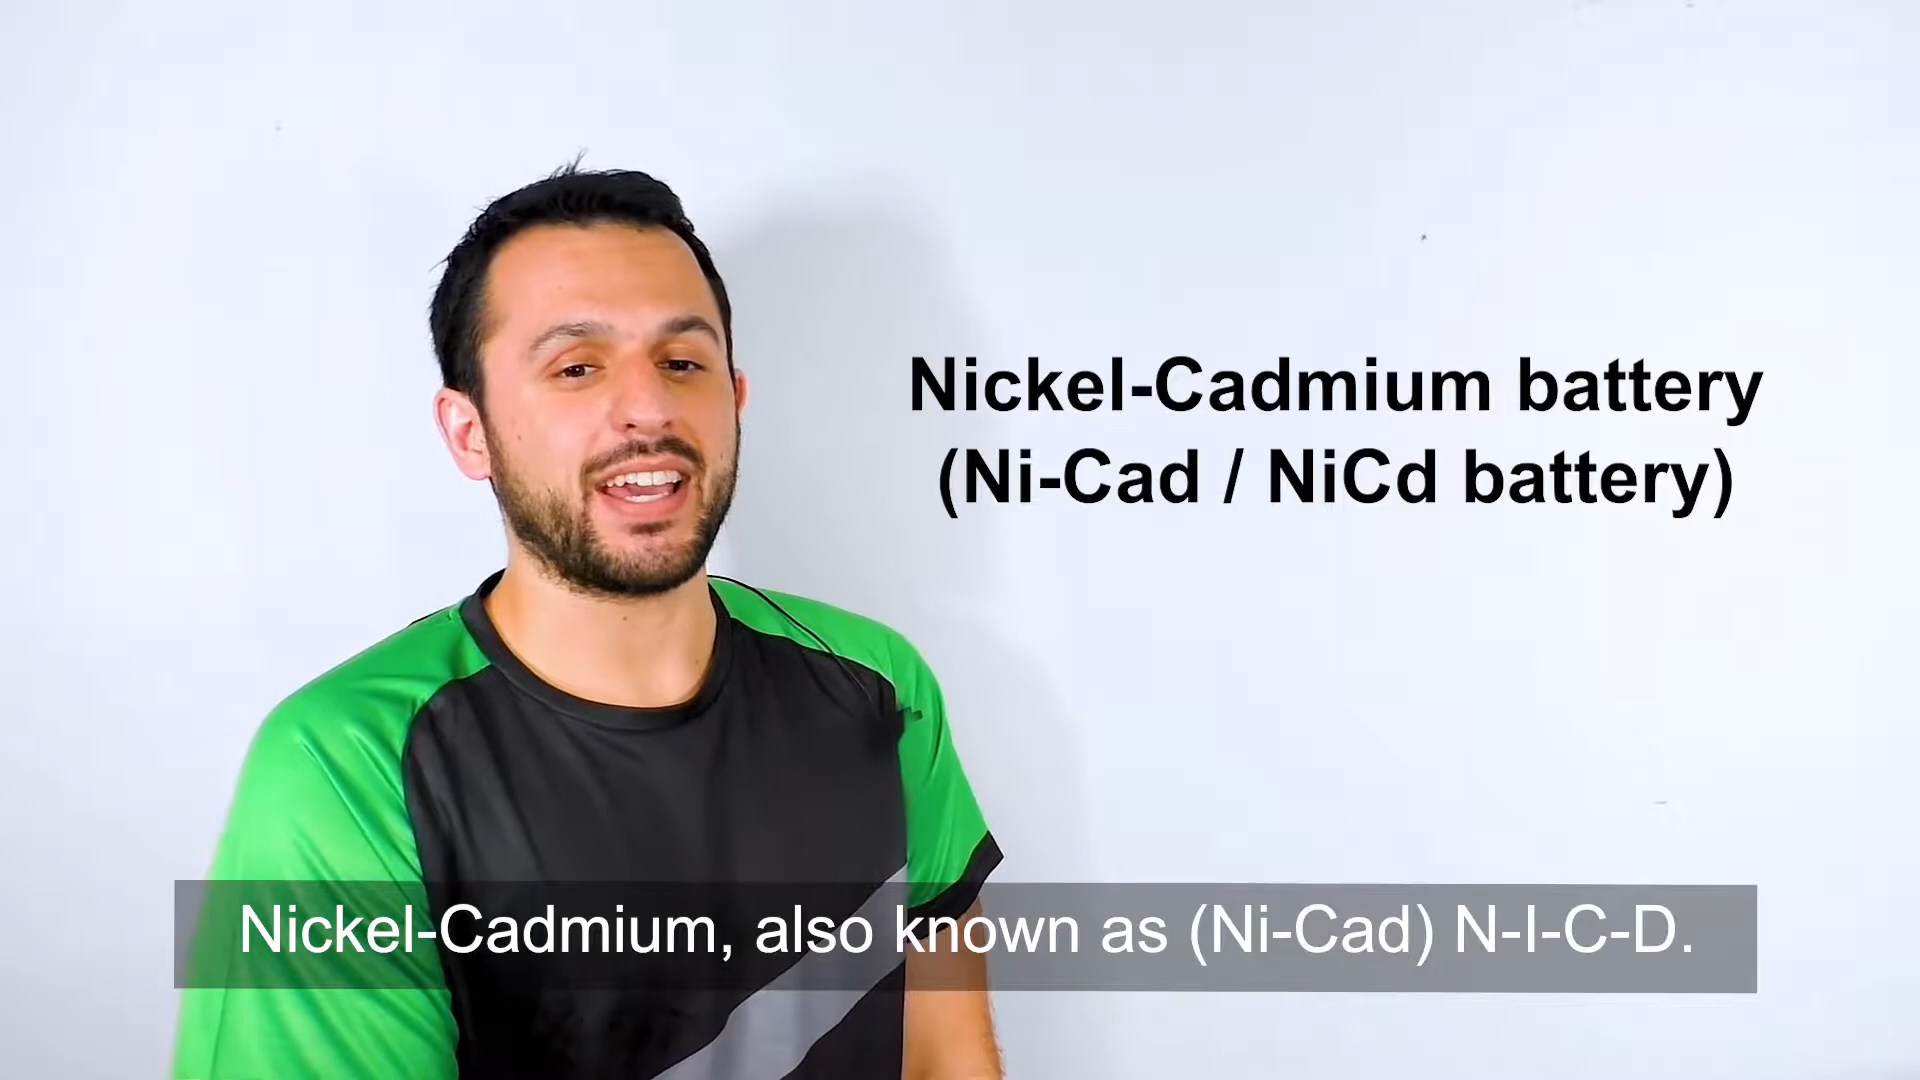 Nickel-Cadmium battery
(Ni-Cad / NiCd battery)
Nickel-Cadmium, also known as (Ni-Cad) N-I-C-D.